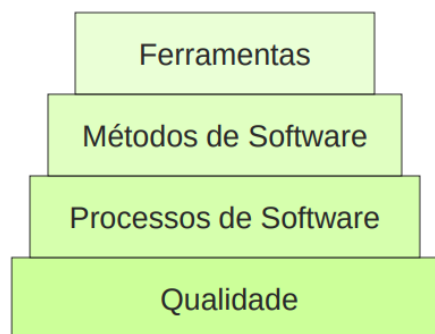 Ferramentas
Métodos de Software
Processos de Software
Qualidade